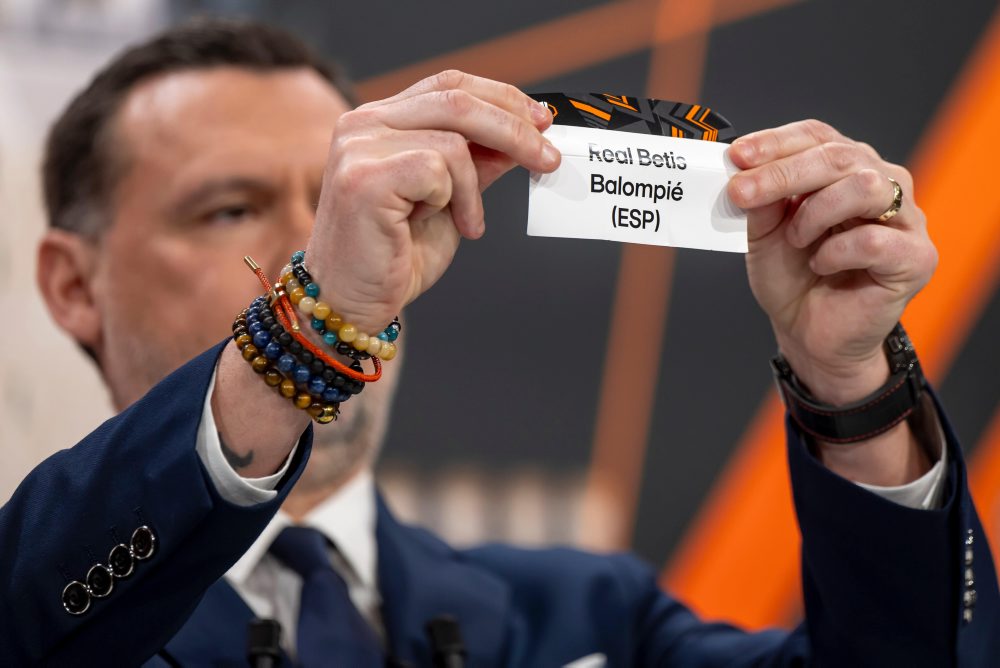 Real Betis
Balompié
(ESP)